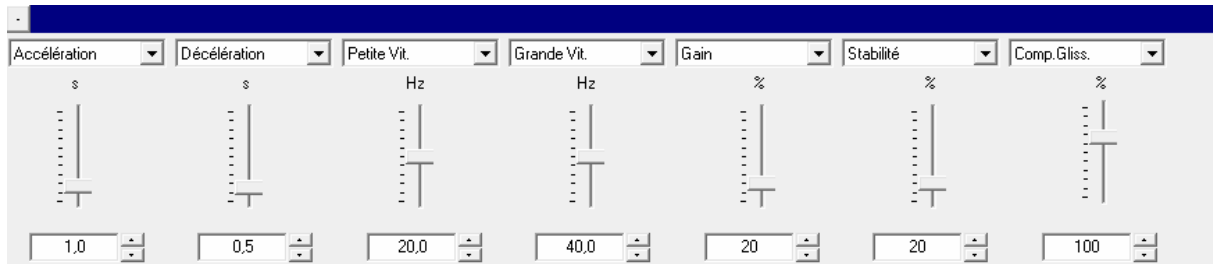 -
Accélération Décélération Petite Vit. Grande Vit. Gain Stabilité Comp.Gliss.
s s Hz Hz % % %
1,0 0,5 20,0 40,0 20 20 100